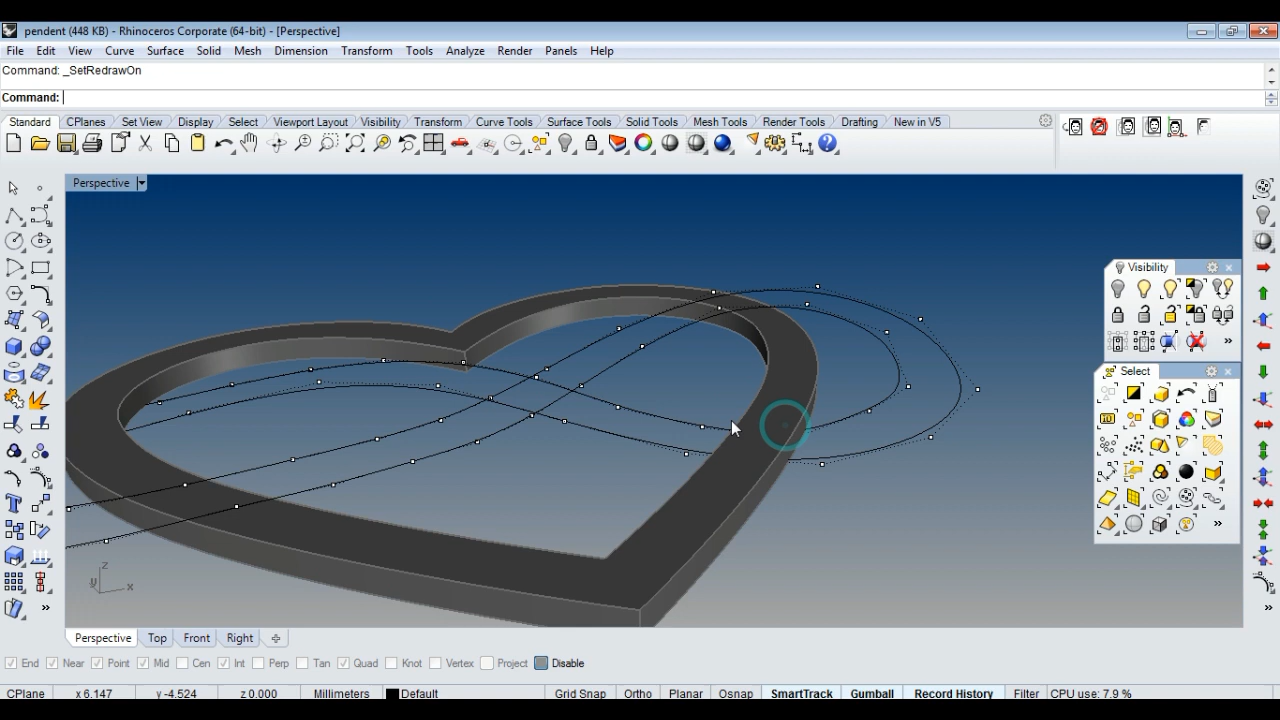 pendent (448 KB) - Rhinoceros Corporate (64-bit) - [Perspective]
File Edit View Curve Surface Solid Mesh Dimension Transform Tools Analyze Render Panels Help
Command: _SetRedrawOn
Command:
Standard CPlanes Set View Display Select Viewport Layout Visibility Transform Curve Tools Surface Tools Solid Tools Mesh Tools Render Tools Drafting New in V5
Perspective
Visibility
Select
z
y x
Perspective Top Front Right
End Near Point Mid Cen Int Perp Tan Quad Knot Vertex Project Disable
CPlane x 6.147 y -4.524 z 0.000 Millimeters Default Grid Snap Ortho Planar Osnap SmartTrack Gumball Record History Filter CPU use: 7.9 %